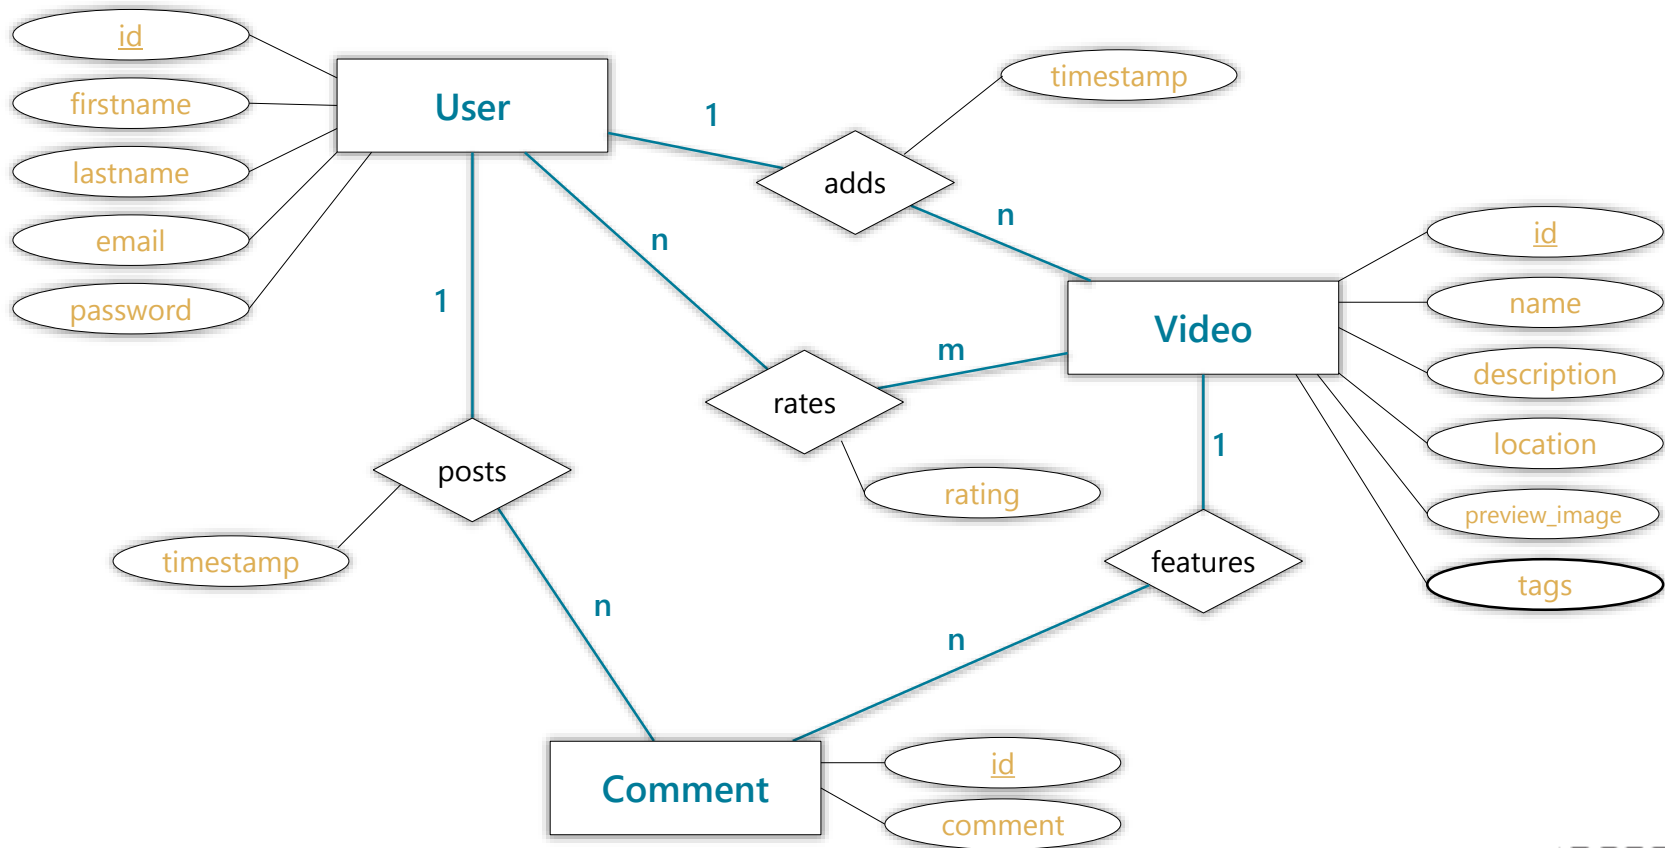 id
firstname
lastname
email
password
User
1
adds
timestamp
n
n
1
m
rates
rating
Video
id
name
description
location
preview_image
tags
posts
timestamp
n
1
features
n
Comment
id
comment